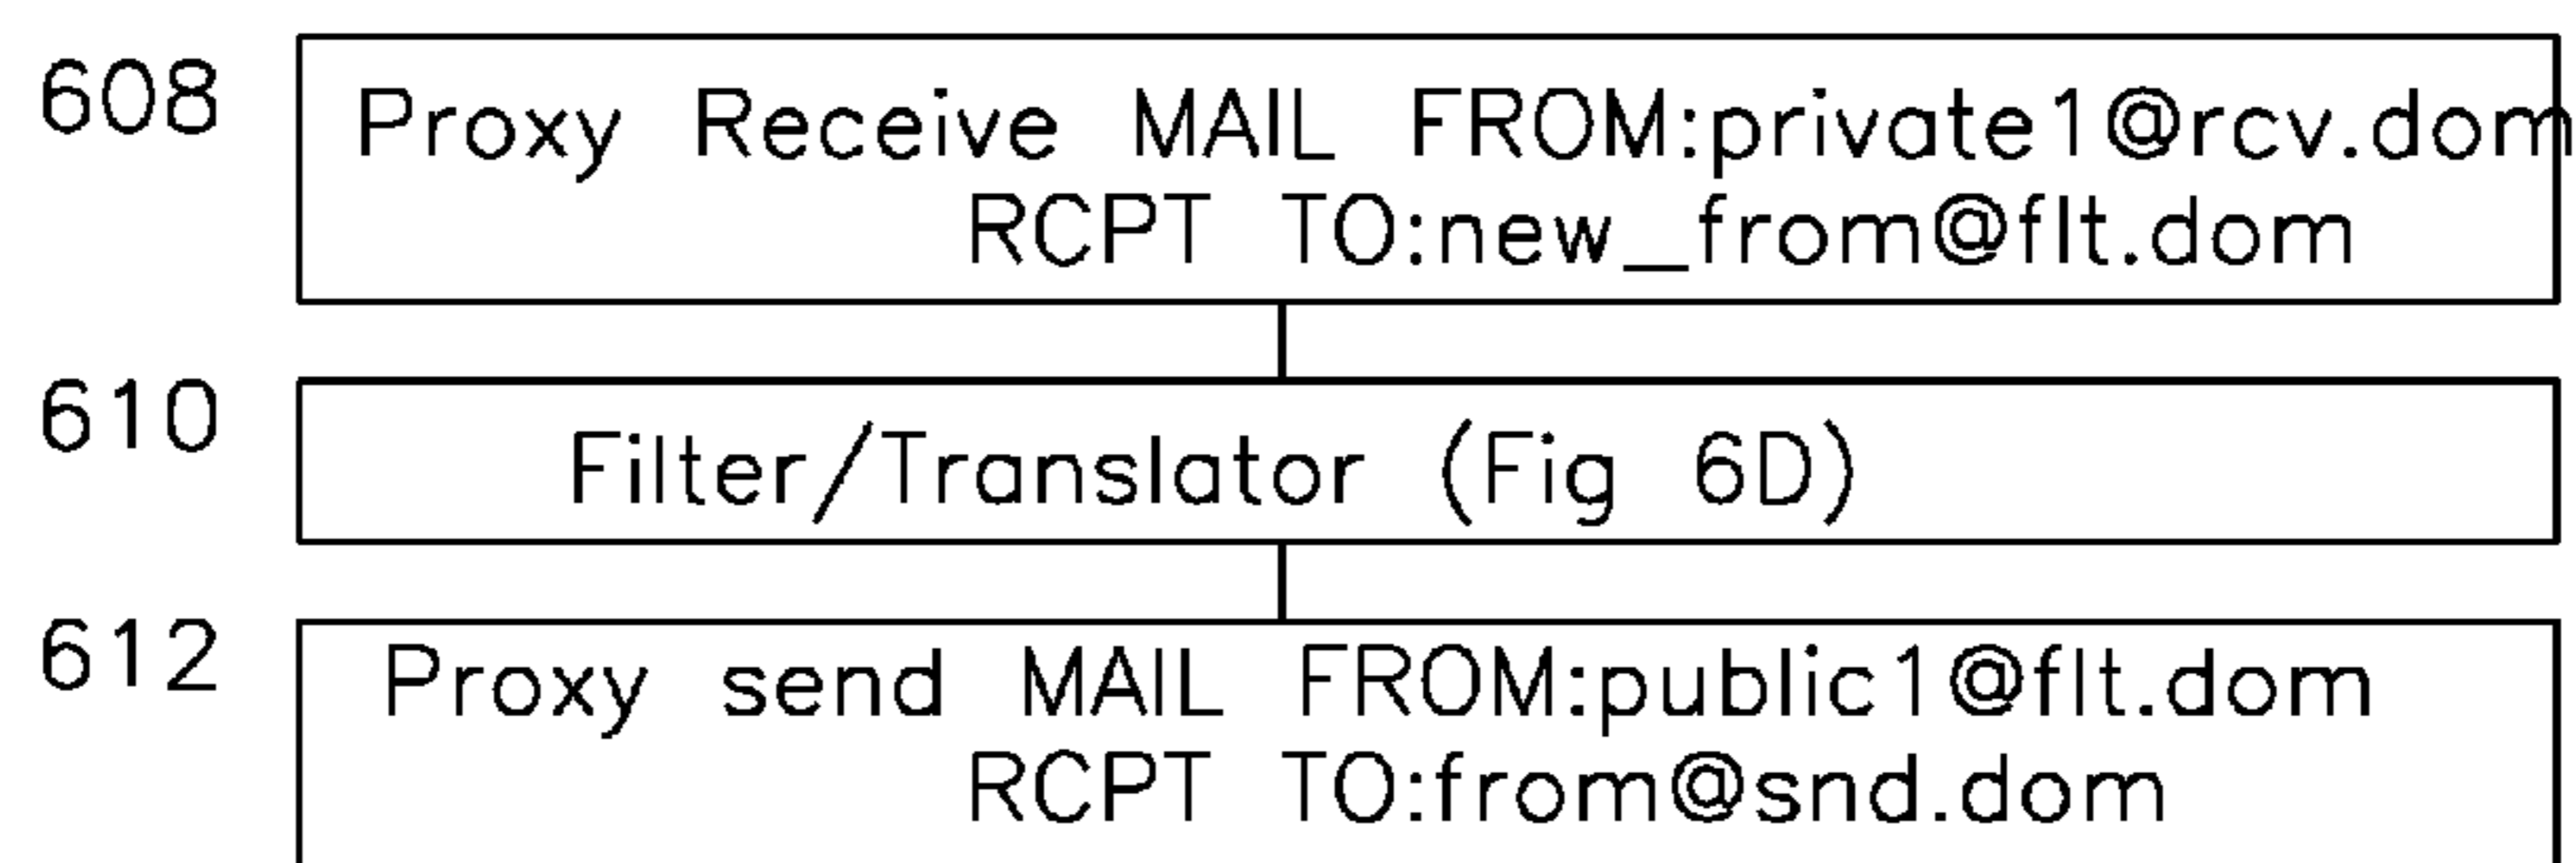 608 Proxy Receive MAIL FROM:private1@rcv.dom
RCPT TO:new_from@flt.dom
610 Filter/Translator (Fig 6D)
612 Proxy send MAIL FROM:public1@flt.dom
RCPT TO:from@snd.dom